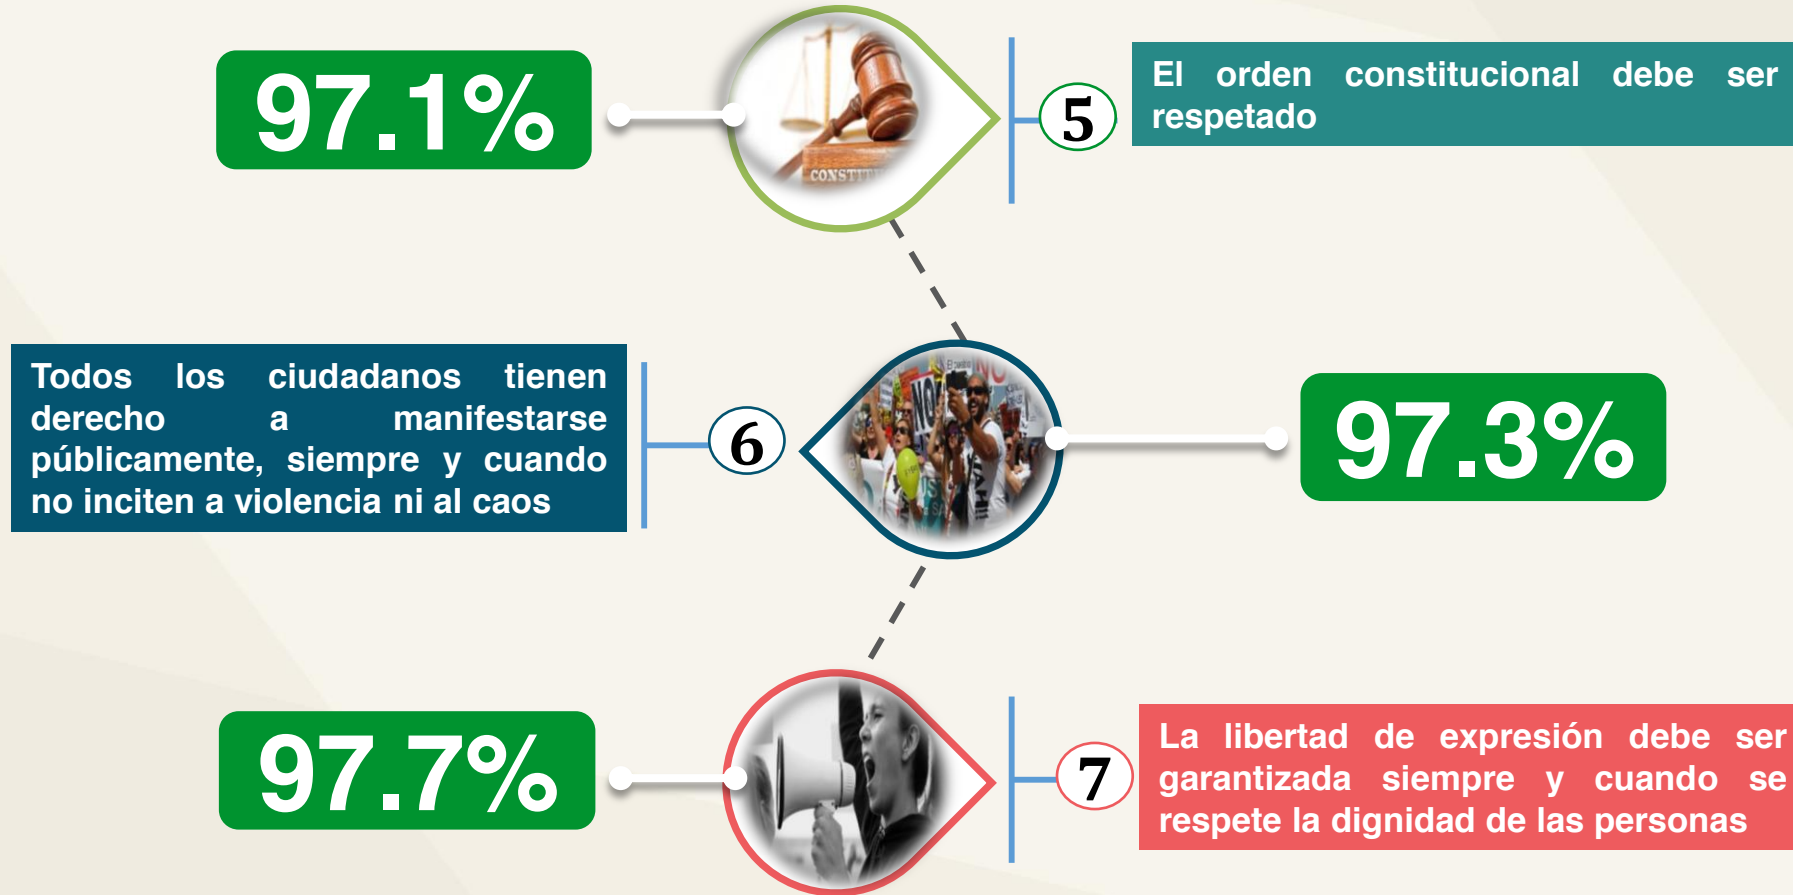 97.1%
CONSTIT
5
El orden constitucional debe ser
respetado
Todos los ciudadanos tienen
derecho a manifestarse
públicamente, siempre y cuando
no inciten a violencia ni al caos
6
NO
97.3%
97.7%
7
La libertad de expresión debe ser
garantizada siempre y cuando se
respete la dignidad de las personas